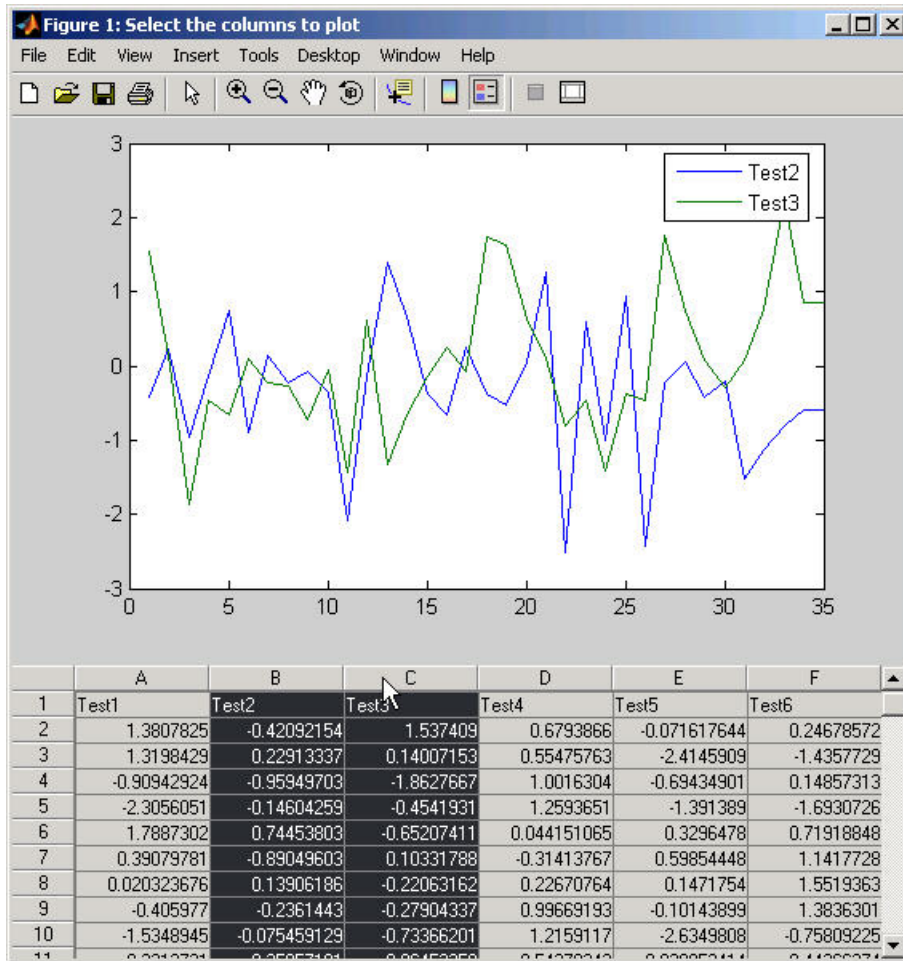 Figure 1: Select the columns to plot
File Edit View Insert Tools Desktop Window Help
3
2
1
0
-1
-2
-3
0 5 10 15 20 25 30 35
Test2
Test3
A B C D E F
1 Test1 Test2 Test3 Test4 Test5 Test6
2 1.3807825 -0.42092154 1.537409 0.6793866 -0.071617644 0.24678572
3 1.3198429 0.22913337 0.14007153 0.55475763 -2.4145909 -1.4357729
4 -0.90942924 -0.95949703 -1.8627667 1.0016304 -0.69434901 0.14857313
5 -2.3056051 -0.14604259 -0.4541931 1.2593651 -1.391389 -1.6930726
6 1.7887302 0.74453803 -0.65207411 0.044151065 0.3296478 0.71918848
7 0.39079781 -0.89049603 0.10331788 -0.31413767 0.59854448 1.1417728
8 0.020323676 0.13906186 -0.22063162 0.22670764 0.1471754 1.5519363
9 -0.405977 -0.2361443 -0.27904337 0.99669193 -0.10143899 1.3836301
10 -1.5348945 -0.075459129 -0.73366201 1.2159117 -2.6349808 -0.75809225
11